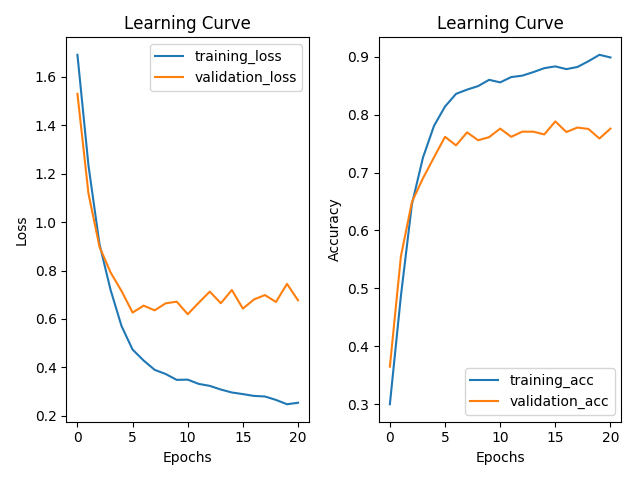 Learning Curve
training_loss
validation_loss
Loss
1.6
1.4
1.2
1.0
0.8
0.6
0.4
0.2
0 5 10 15 20
Epochs
Learning Curve
Accuracy
0.9
0.8
0.7
0.6
0.5
0.4
0.3
training_acc
validation_acc
0 5 10 15 20
Epochs